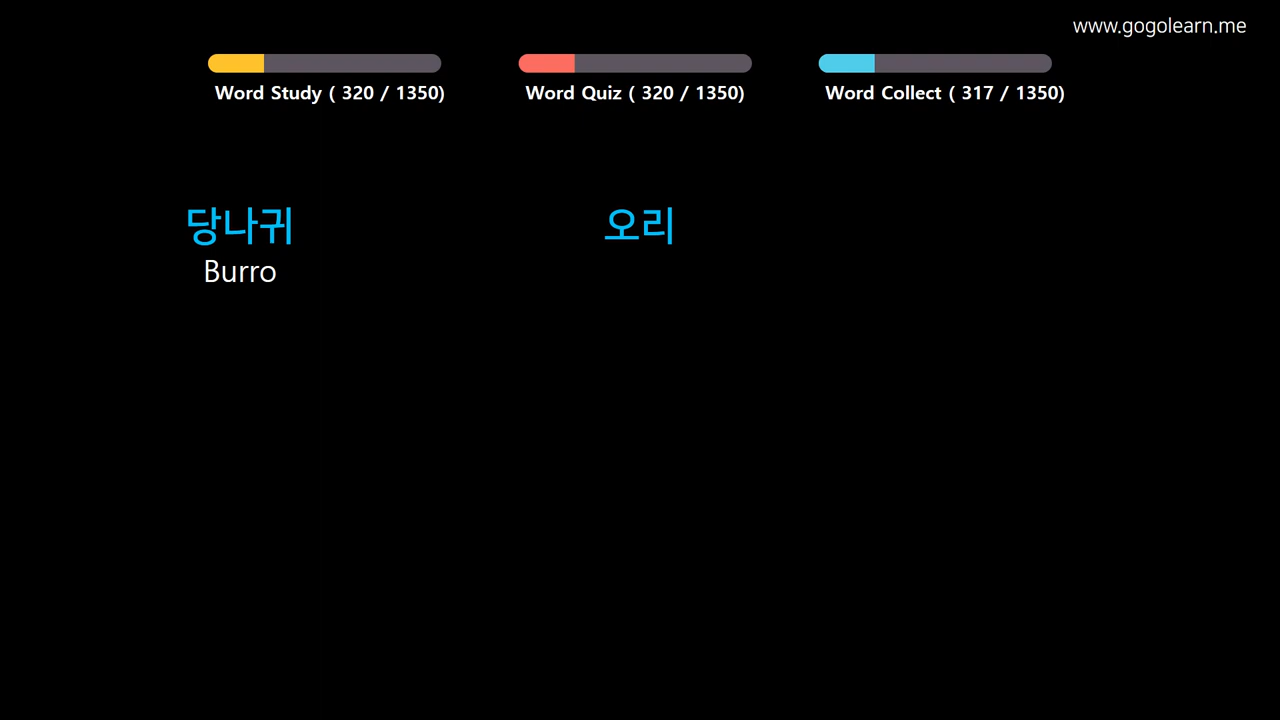 www.gogolearn.me
Word Study ( 320 / 1350)
Word Quiz ( 320 / 1350)
Word Collect ( 317 / 1350)
당나귀
Burro
오리